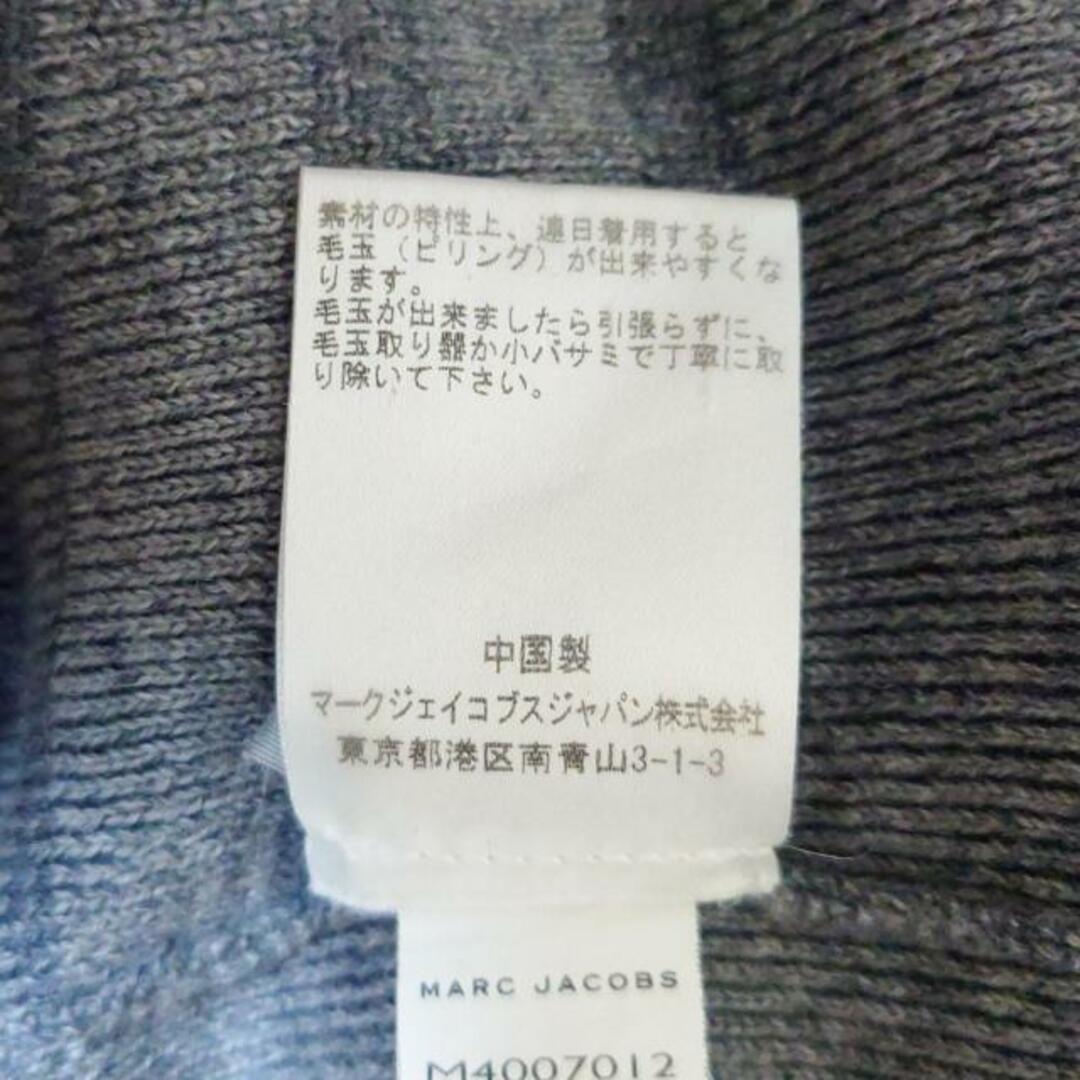 素材の特性上、連日着用すると
毛玉（ピリング）が出来やすくな
ります。
毛玉が出来ましたら引張らずに、
毛玉取り器か小バサミで丁寧に取
り除いて下さい。
中国製
マークジェイコブスジャパン株式会社
東京都港区南青山3-1-3
MARC JACOBS
M4007012